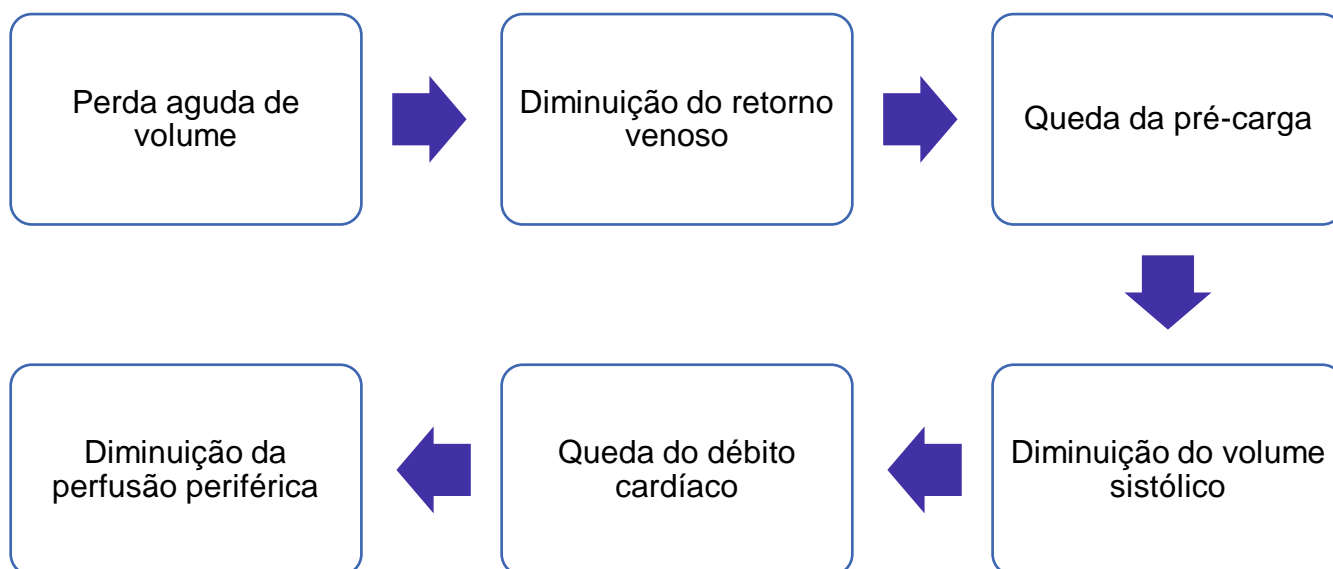 Perda aguda de
volume
Diminuição do retorno
venoso
Queda da pré-carga
Diminuição do volume
sistólico
Queda do débito
cardíaco
Diminuição da
perfusão periférica